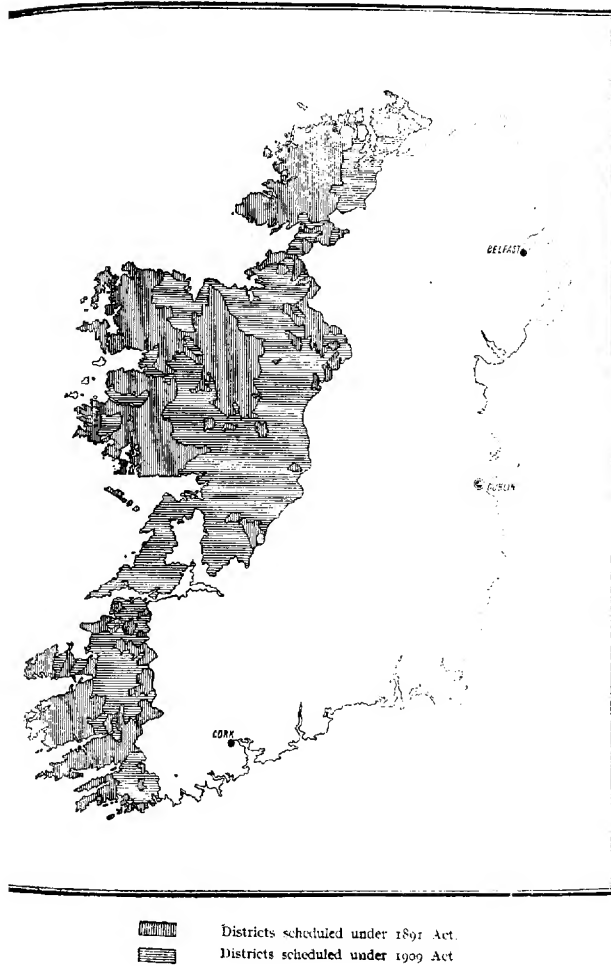 BELFAST
DUBLIN
CORK
Districts scheduled under 1891 Act.
Districts scheduled under 1909 Act